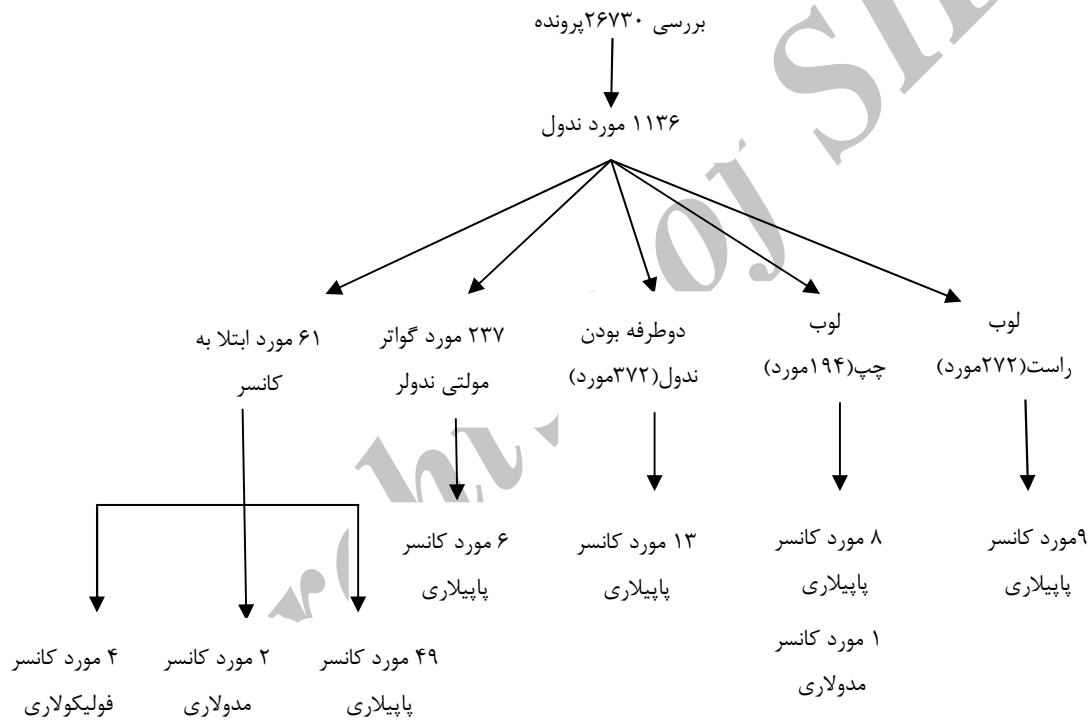 بررسی ۲۶۷۳۰پرونده
۱۱۳۶ مورد ندول
لوب
راست(۲۷۲مورد)
لوب
چپ(۱۹۴مورد)
دوطرفه بودن
ندول(۳۷۲مورد)
۲۳۷ مورد گواتر
مولتی ندولر
۶۱ مورد ابتلا به
کانسر
۹مورد کانسر
پاپیلاری
۸ مورد کانسر
پاپیلاری
۱ مورد کانسر
مدولاری
۱۳ مورد کانسر
پاپیلاری
۶ مورد کانسر
پاپیلاری
۴۹ مورد کانسر
پاپیلاری
۲ مورد کانسر
مدولاری
۴ مورد کانسر
فولیکولاری